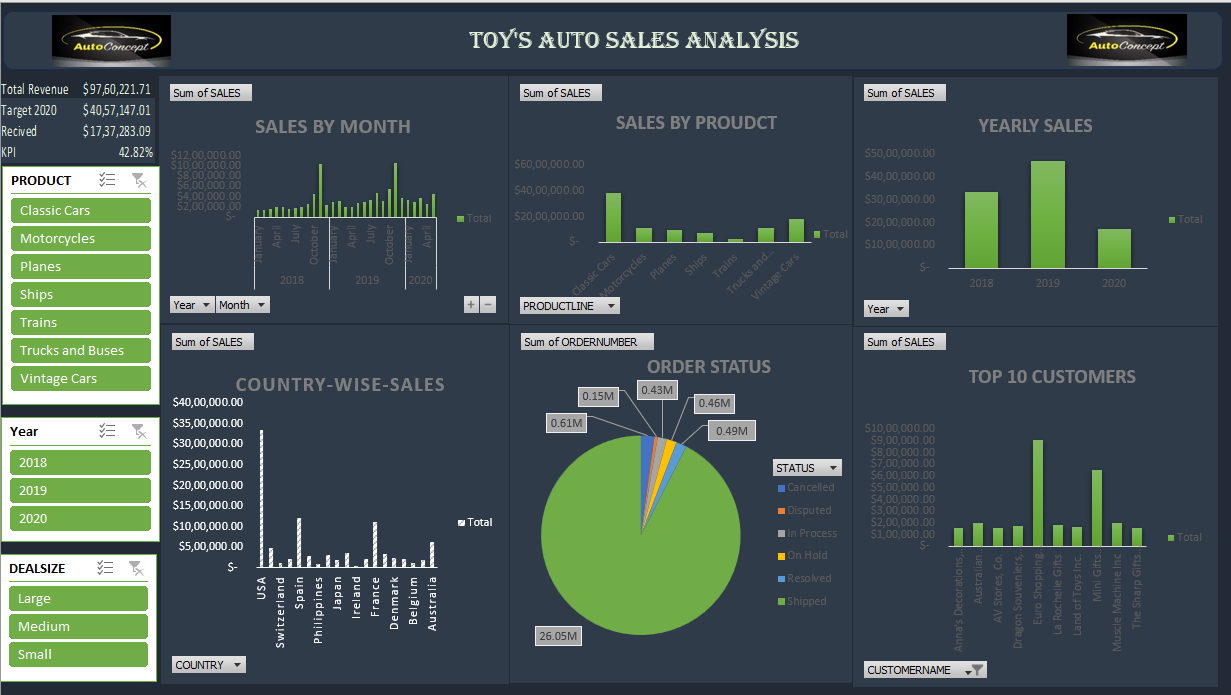 AutoConcept
TOY'S AUTO SALES ANALYSIS
AutoConcept
Total Revenue $97,60,221.71
Target 2020 $40,57,147.01
Recived $17,37,283.09
KPI 42.82%
PRODUCT
Classic Cars
Motorcycles
Planes
Ships
Trains
Trucks and Buses
Vintage Cars
Year
2018
2019
2020
DEALSIZE
Large
Medium
Small
Sum of SALES
SALES BY MONTH
$12,00,000.00
$10,00,000.00
$8,00,000.00
$6,00,000.00
$4,00,000.00
$2,00,000.00
$-
January
April
July
October
January
April
July
October
January
April
2018
2019
2020
Total
Year
Month
+
-
Sum of SALES
SALES BY PROUDCT
$60,00,000.00
$40,00,000.00
$20,00,000.00
$-
Classic Cars
Motorcycles
Planes
Ships
Trains
Trucks and...
Vintage Cars
Total
PRODUCTLINE
Sum of SALES
YEARLY SALES
$50,00,000.00
$40,00,000.00
$30,00,000.00
$20,00,000.00
$10,00,000.00
$-
2018
2019
2020
Total
Year
Sum of SALES
COUNTRY-WISE-SALES
$40,00,000.00
$35,00,000.00
$30,00,000.00
$25,00,000.00
$20,00,000.00
$15,00,000.00
$10,00,000.00
$5,00,000.00
$-
USA
Switzerland
Spain
Philippines
Japan
Ireland
France
Denmark
Belgium
Australia
Total
COUNTRY
Sum of ORDERNUMBER
ORDER STATUS
0.61M
0.15M
0.43M
0.46M
0.49M
26.05M
STATUS
Cancelled
Disputed
In Process
On Hold
Resolved
Shipped
Sum of SALES
TOP 10 CUSTOMERS
$10,00,000.00
$9,00,000.00
$8,00,000.00
$7,00,000.00
$6,00,000.00
$5,00,000.00
$4,00,000.00
$3,00,000.00
$2,00,000.00
$1,00,000.00
$-
Anna's Decorations,..
Australian..
AV Stores, Co.
Dragon Souveniers,..
Euro Shopping..
La Rochelle Gifts
Land of Toys Inc.
Mini Gifts..
Muscle Machine Inc
The Sharp Gifts..
Total
CUSTOMERNAME